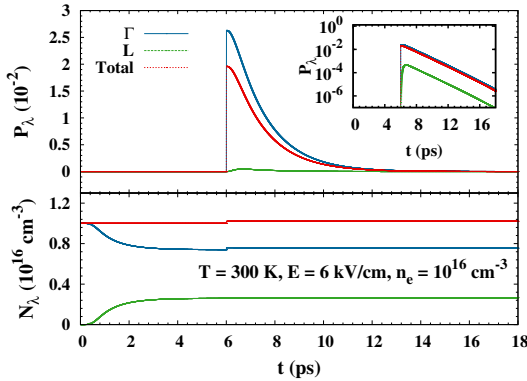 3
2.5
2
1.5
1
0.5
0
P_λ (10^-2)
Γ
L
Total
10^0
10^-2
10^-4
10^-6
P_λ
0 4 8 12 16
t (ps)
1.2
0.8
0.4
0
N_λ (10^16 cm^-3)
T = 300 K, E = 6 kV/cm, n_e = 10^16 cm^-3
0 2 4 6 8 10 12 14 16 18
t (ps)